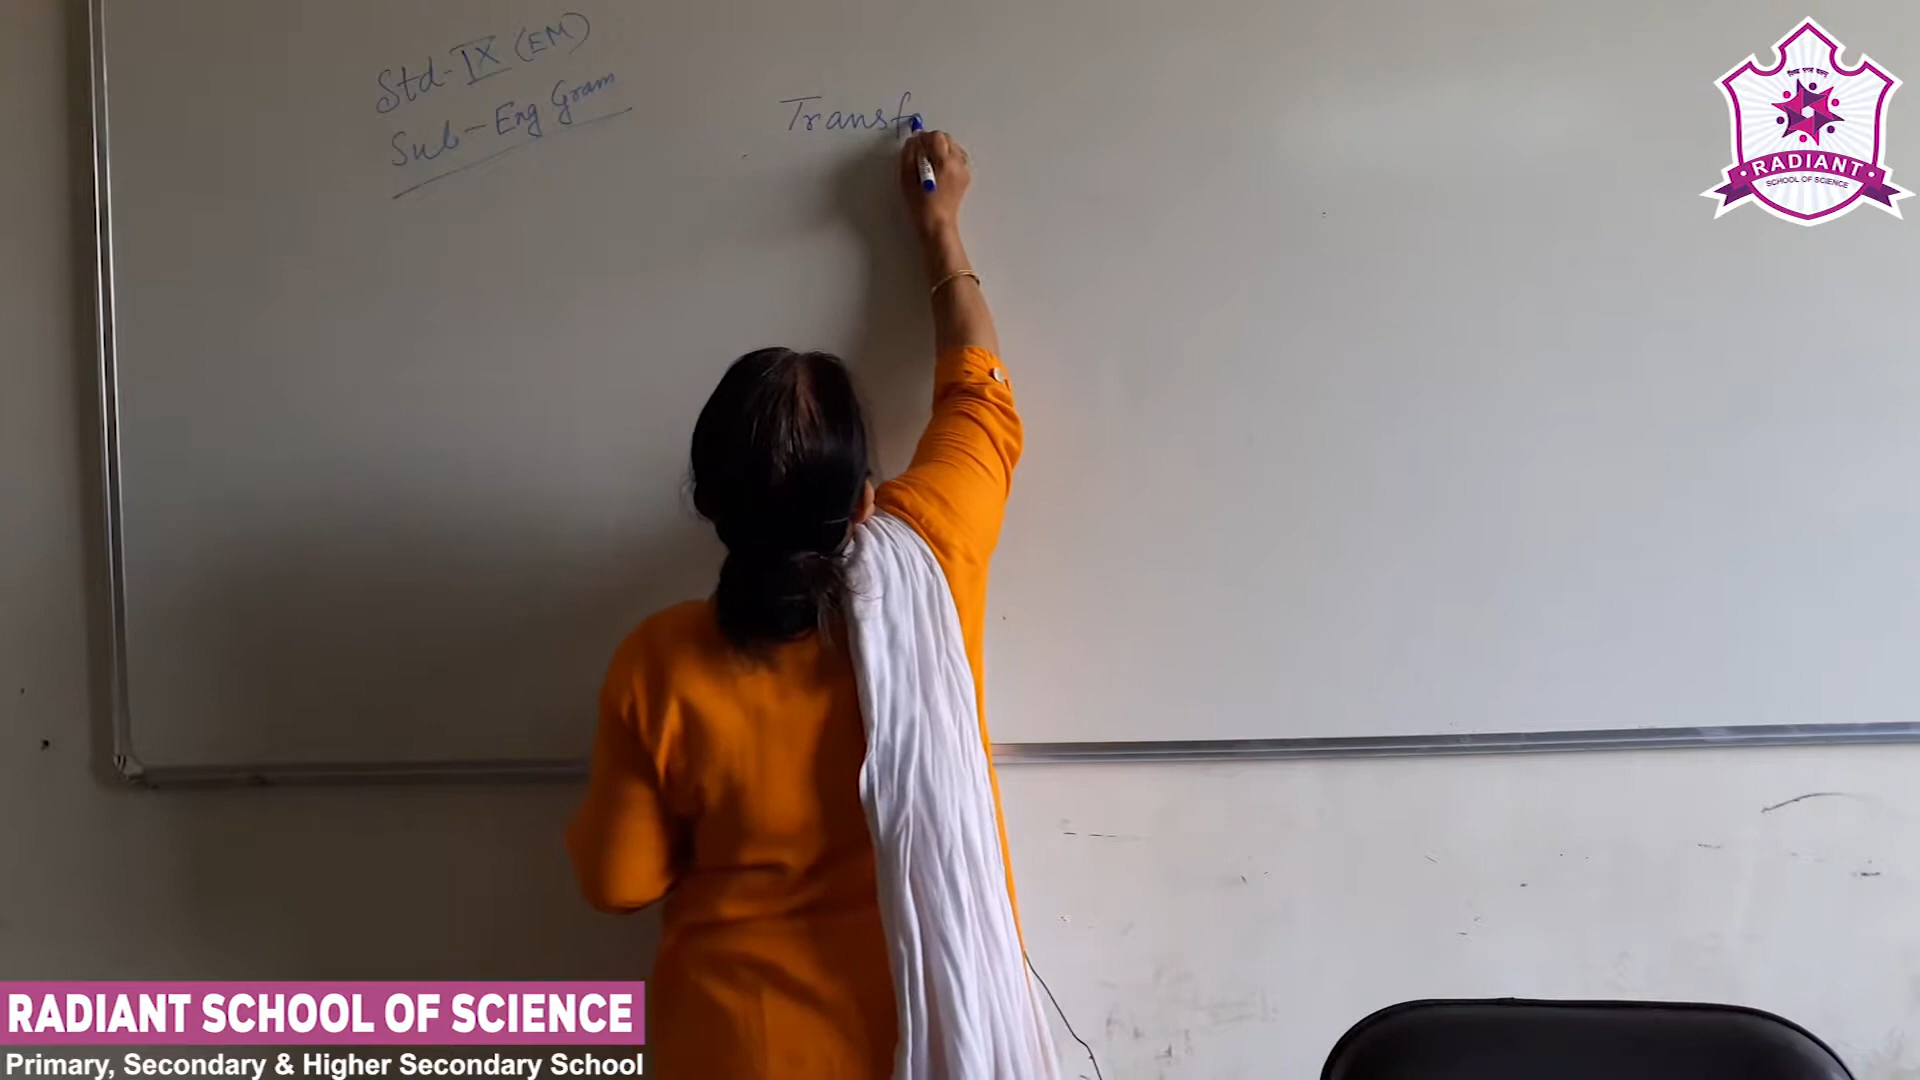 Std-IX (EM)
Sub-Eng Gram
Transfo
RADIANT
SCHOOL OF SCIENCE
RADIANT SCHOOL OF SCIENCE
Primary, Secondary & Higher Secondary School